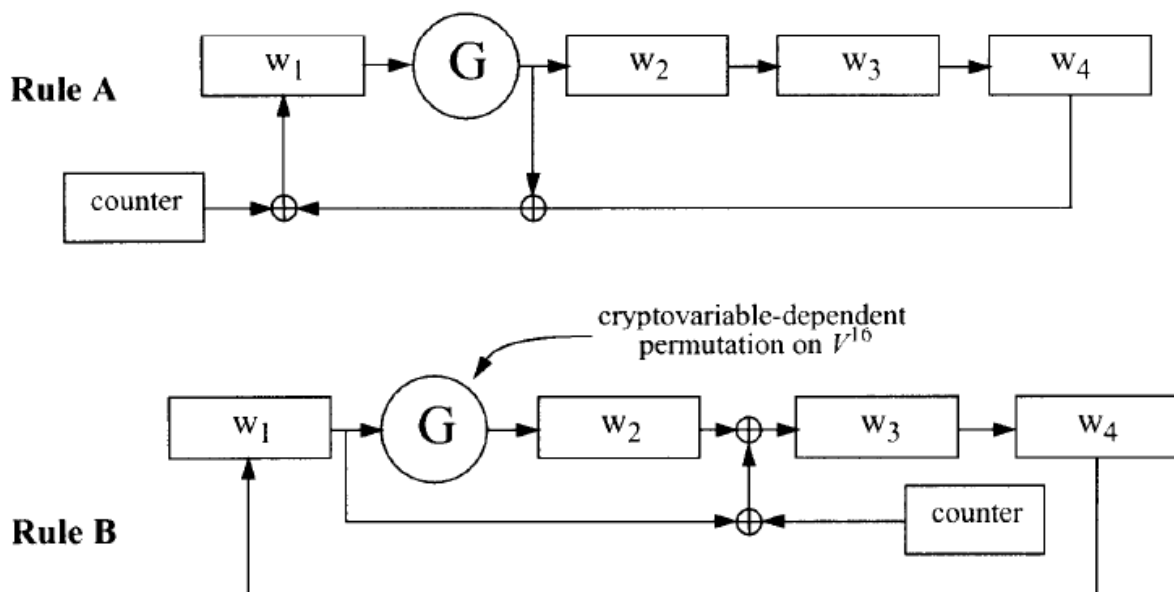 Rule A
w₁
G
w₂
w₃
w₄
counter
cryptovariable-dependent
permutation on V¹⁶
Rule B
w₁
G
w₂
w₃
w₄
counter